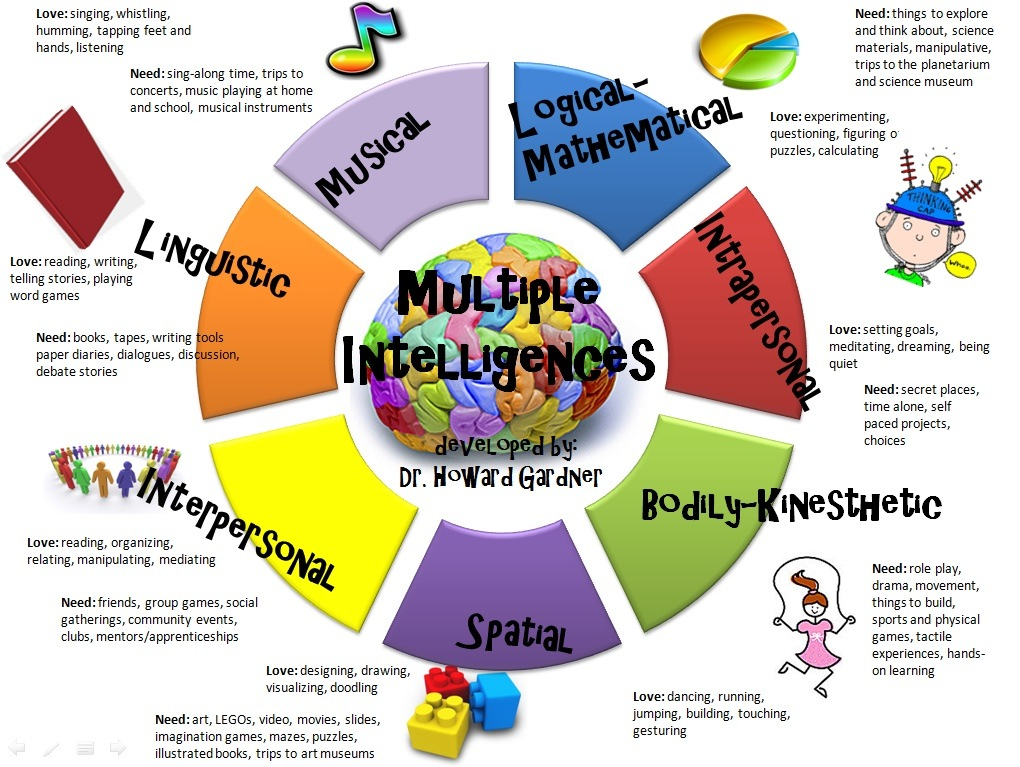 Love: singing, whistling,
humming, tapping feet and
hands, listening
Need: sing-along time, trips to
concerts, music playing at home
and school, musical instruments
Musical
Logical-
Mathematical
Need: things to explore
and think about, science
materials, manipulative,
trips to the planetarium
and science museum
Love: experimenting,
questioning, figuring
puzzles, calculating
THINKING
CAP
Whoa
Linguistic
Love: reading, writing,
telling stories, playing
word games
Need: books, tapes, writing tools
paper diaries, dialogues, discussion,
debate stories
Multiple
Intelligences
developed by:
Dr. Howard Gardner
Intrapersonal
Love: setting goals,
meditating, dreaming, being
quiet
Need: secret places,
time alone, self
paced projects,
choices
Interpersonal
Love: reading, organizing,
relating, manipulating, mediating
Need: friends, group games, social
gatherings, community events,
clubs, mentors/apprenticeships
Bodily-Kinesthetic
Need: role play,
drama, movement,
things to build,
sports and physical
games, tactile
experiences, hands-
on learning
Love: dancing, running,
jumping, building, touching,
gesturing
Spatial
Love: designing, drawing,
visualizing, doodling
Need: art, LEGOs, video, movies, slides,
imagination games, mazes, puzzles,
illustrated books, trips to art museums